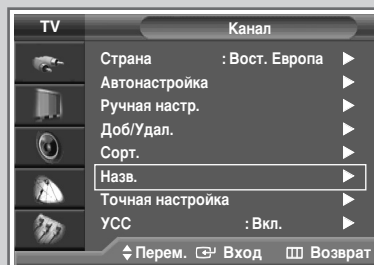 TV Канал
Страна : Вост. Европа
Автонастройка
Ручная настр.
Доб/Удал.
Сорт.
Назв.
Точная настройка
УСС : Вкл.
Перем. Вход Возврат